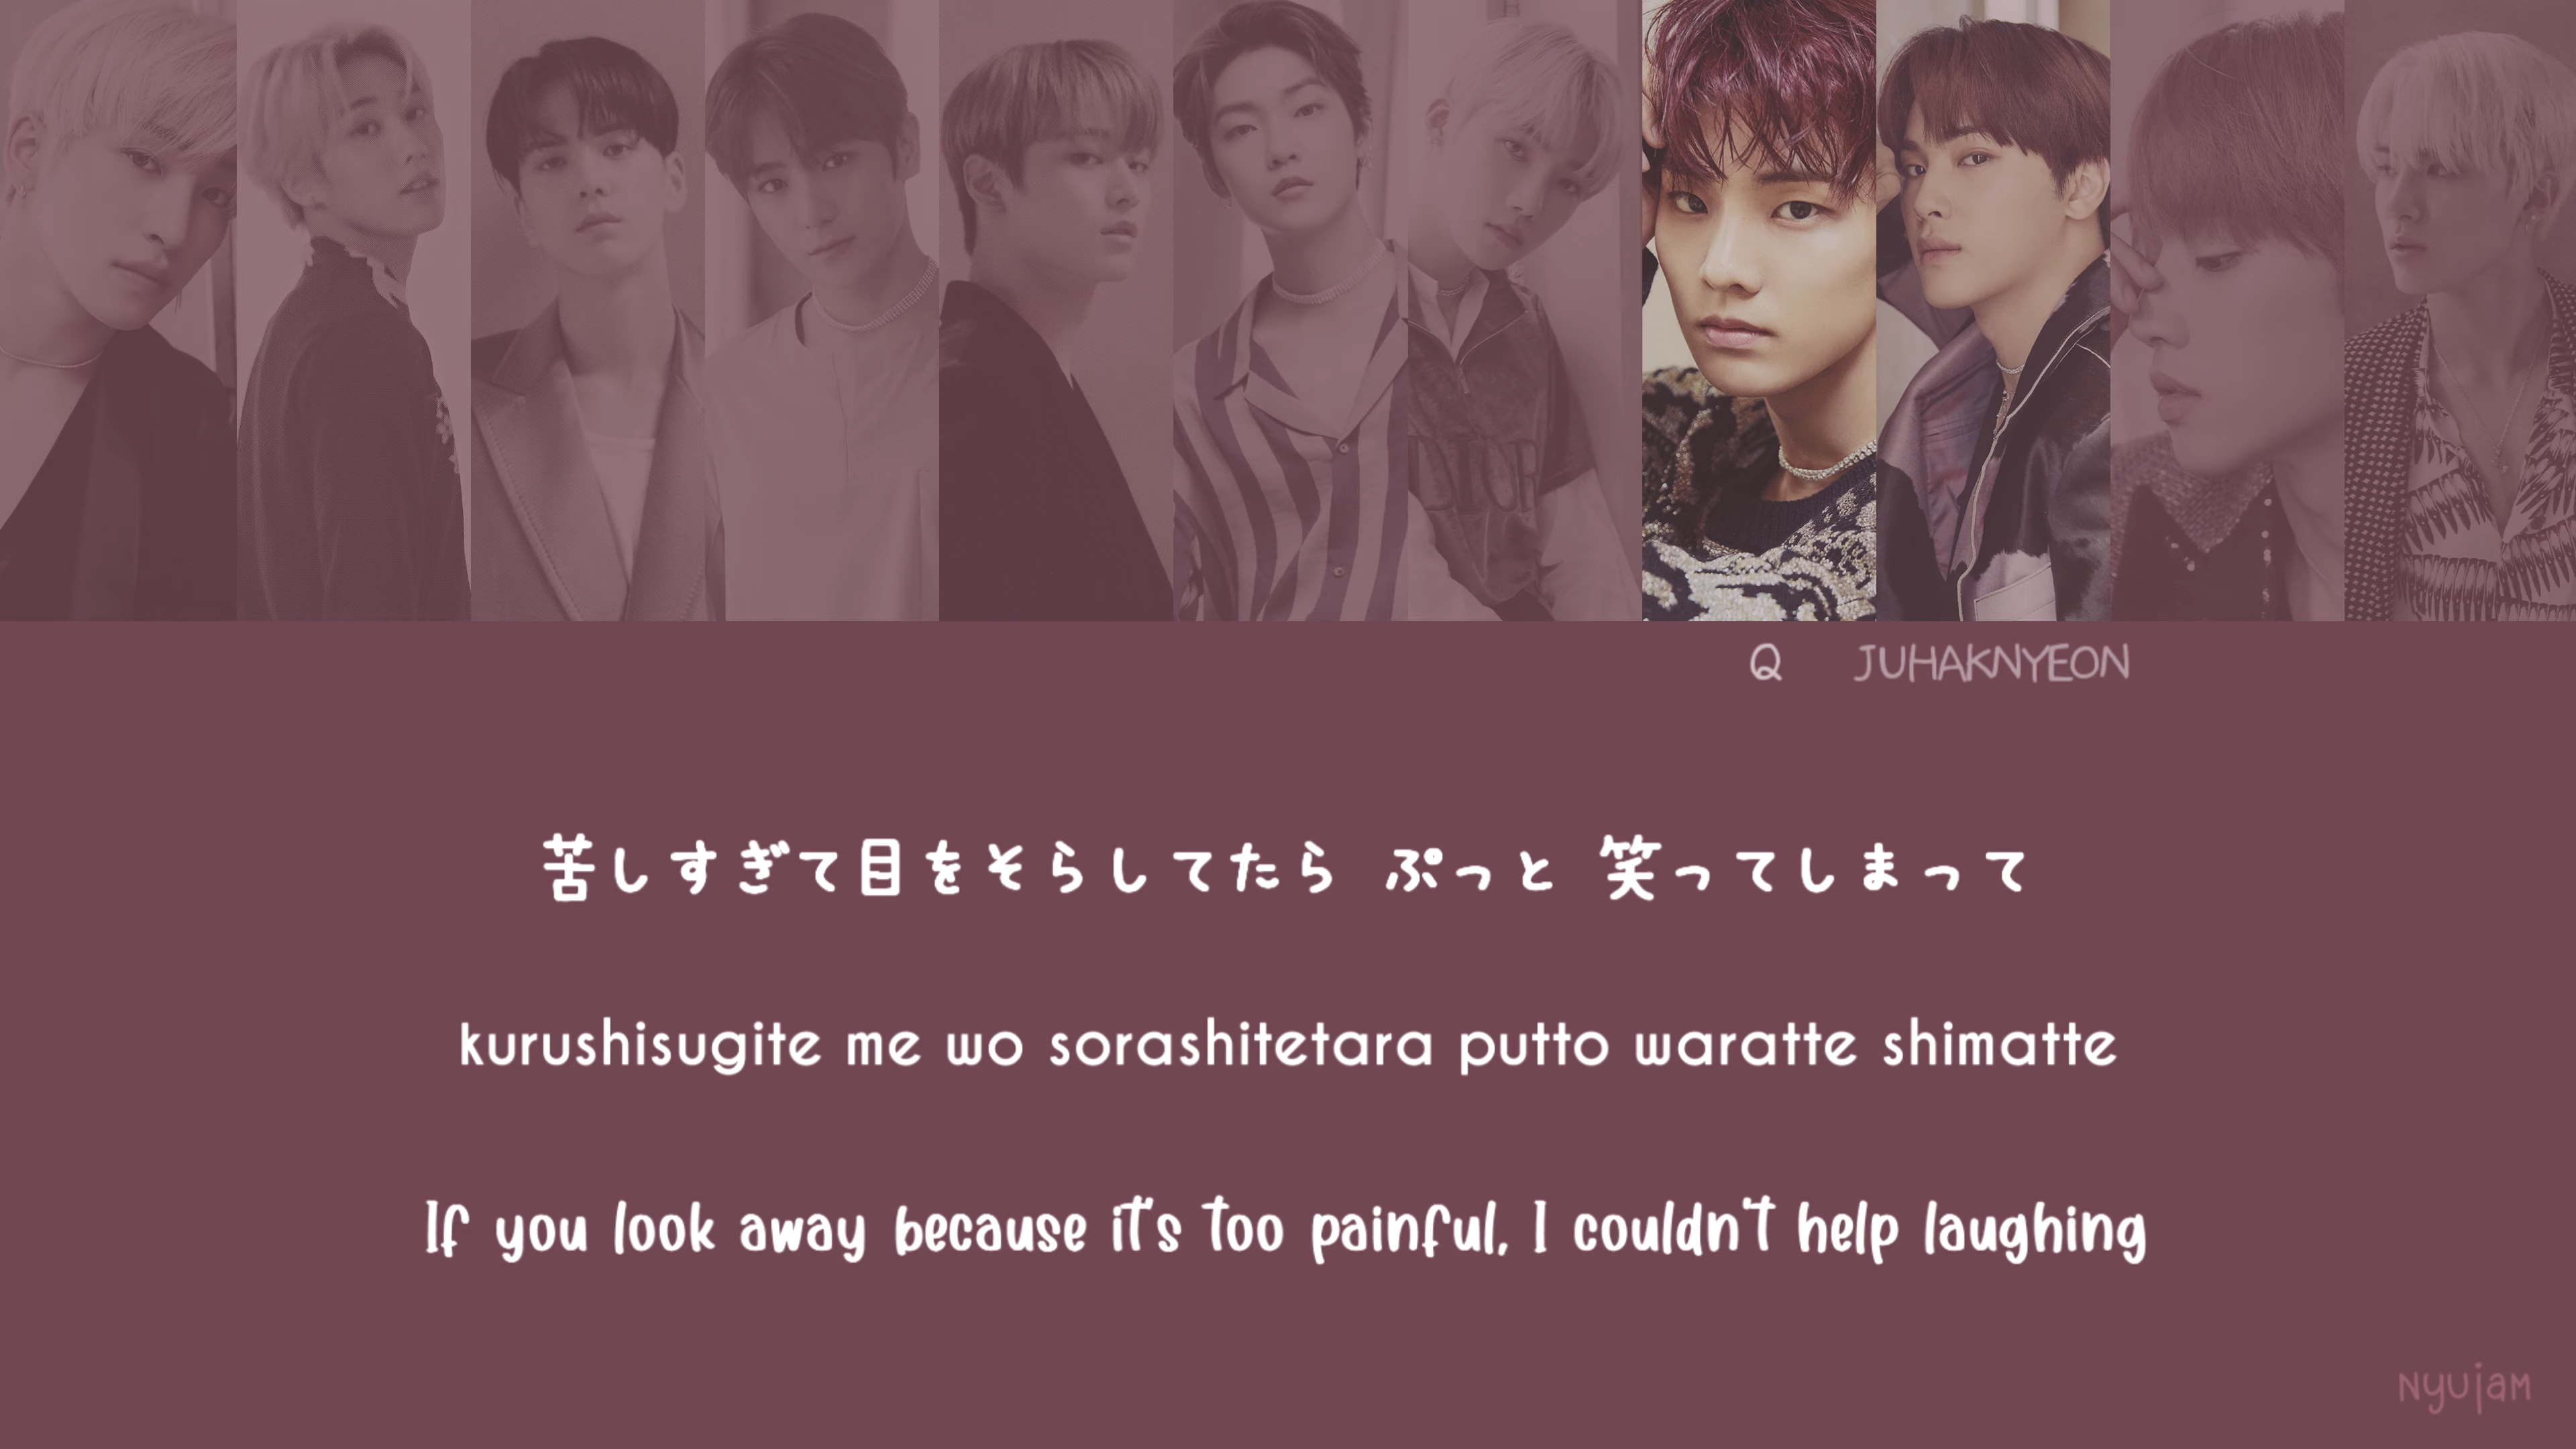 Q JUHAKNYEON
苦しすぎて目をそらしてたら ぷっと 笑ってしまって
kurushisugite me wo sorashitetara putto waratte shimatte
If you look away because it's too painful, I couldn't help laughing
nyujam